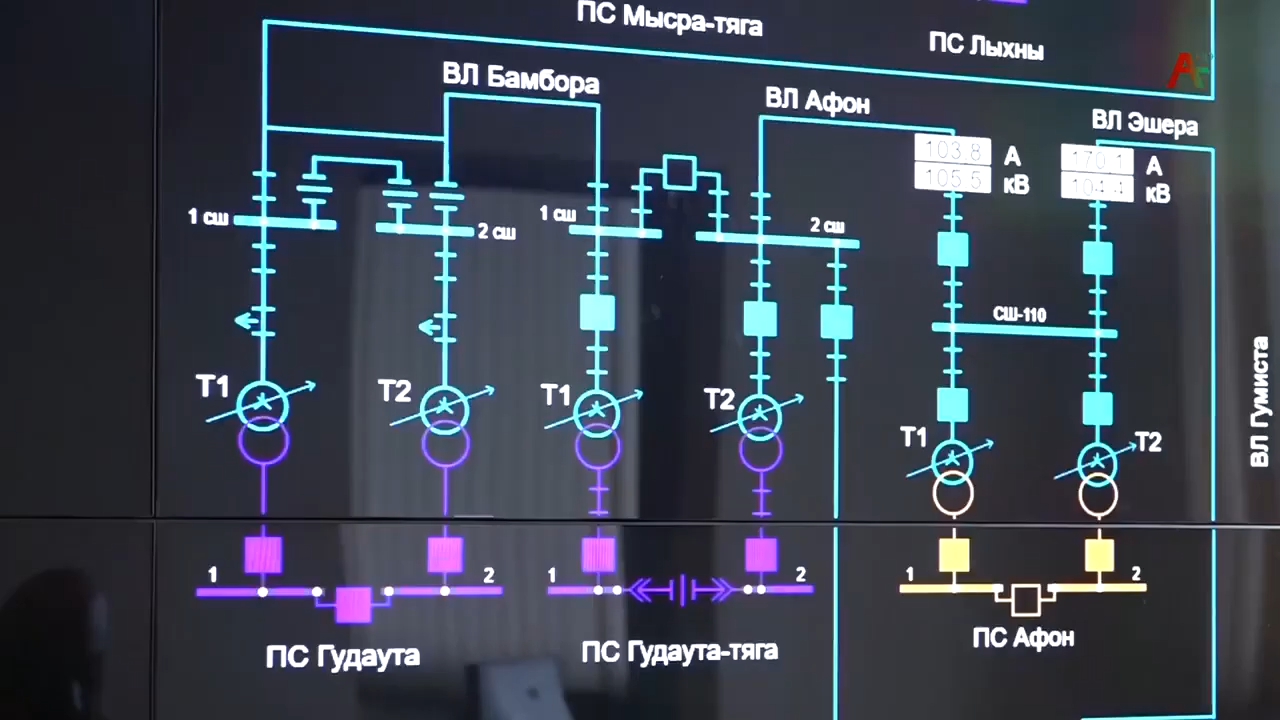 ПС Мысра-тяга
ПС Лыхны
ВЛ Бамбора
ВЛ Афон
ВЛ Эшера
103.8 А
105.5 кВ
170.1 А
104.4 кВ
1 сш
2 сш
1 сш
2 сш
СШ-110
ВЛ Гумиста
Т1
Т2
Т1
Т2
Т1
Т2
1
2
1
2
1
2
ПС Гудаута
ПС Гудаута-тяга
ПС Афон